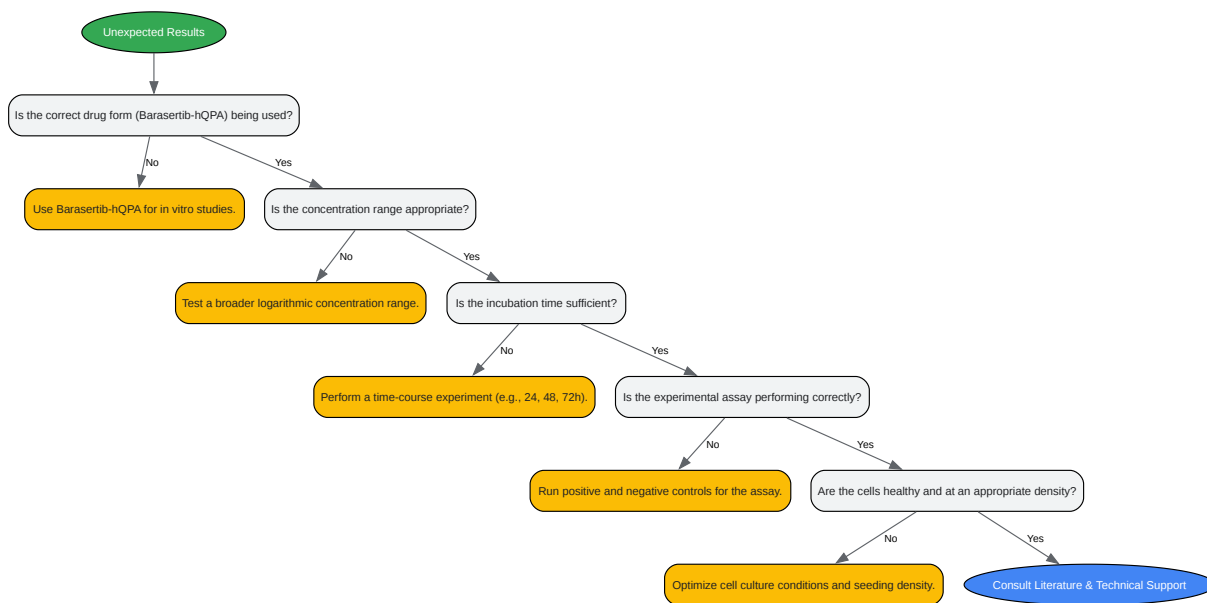 Unexpected Results
Is the correct drug form (Barasertib-hQPA) being used?
No
Yes
Use Barasertib-hQPA for in vitro studies.
Is the concentration range appropriate?
No
Yes
Test a broader logarithmic concentration range.
Is the incubation time sufficient?
No
Yes
Perform a time-course experiment (e.g., 24, 48, 72h).
Is the experimental assay performing correctly?
No
Yes
Run positive and negative controls for the assay.
Are the cells healthy and at an appropriate density?
No
Yes
Optimize cell culture conditions and seeding density.
Consult Literature & Technical Support